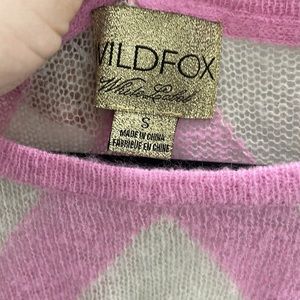 WILDFOX
White Label
S
MADE IN CHINA
FABRIQUÉ EN CHINE